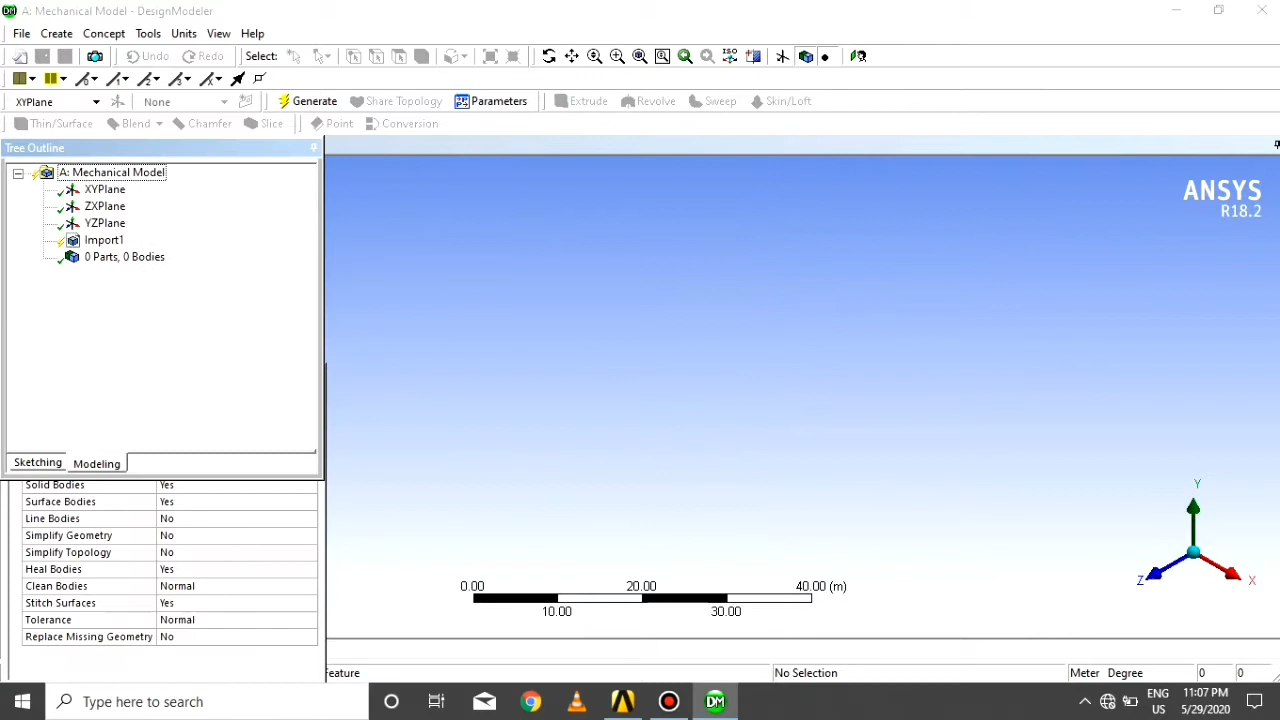 A: Mechanical Model - DesignModeler
File Create Concept Tools Units View Help
Undo Redo Select: ISO
XYPlane None Generate Share Topology Parameters Extrude Revolve Sweep Skin/Loft
Thin/Surface Blend Chamfer Slice Point Conversion
Tree Outline
A: Mechanical Model
XYPlane
ZXPlane
YZPlane
Import1
0 Parts, 0 Bodies
Sketching Modeling
Solid Bodies Yes
Surface Bodies Yes
Line Bodies No
Simplify Geometry No
Simplify Topology No
Heal Bodies Yes
Clean Bodies Normal
Stitch Surfaces Yes
Tolerance Normal
Replace Missing Geometry No
ANSYS
R18.2
Y
Z X
0.00 20.00 40.00 (m)
10.00 30.00
Feature No Selection Meter Degree 0 0
Type here to search
DM
ENG
US
11:07 PM
5/29/2020